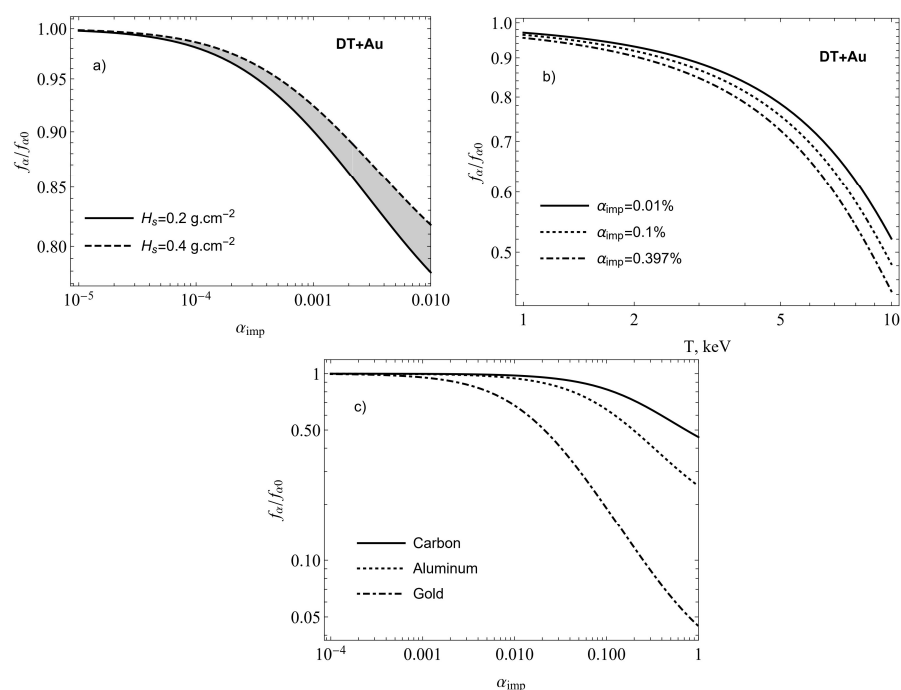 DT+Au
a)
1.00
0.95
0.90
0.85
0.80
fα/fα0
Hs=0.2 g.cm−2
Hs=0.4 g.cm−2
10−5
10−4
0.001
0.010
αimp
DT+Au
b)
1.0
0.9
0.8
0.7
0.6
0.5
fα/fα0
αimp=0.01%
αimp=0.1%
αimp=0.397%
1
2
5
10
T, keV
c)
1
0.50
0.10
0.05
fα/fα0
Carbon
Aluminum
Gold
10−4
0.001
0.010
0.100
1
αimp